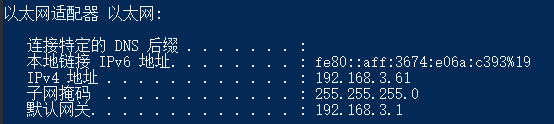 以太网适配器 以太网:
连接特定的 DNS 后缀 . . . . . . . :
本地链接 IPv6 地址. . . . . . . . : fe80::aff:3674:e06a:c393%19
IPv4 地址 . . . . . . . . . . . . : 192.168.3.61
子网掩码 . . . . . . . . . . . . : 255.255.255.0
默认网关. . . . . . . . . . . . . : 192.168.3.1